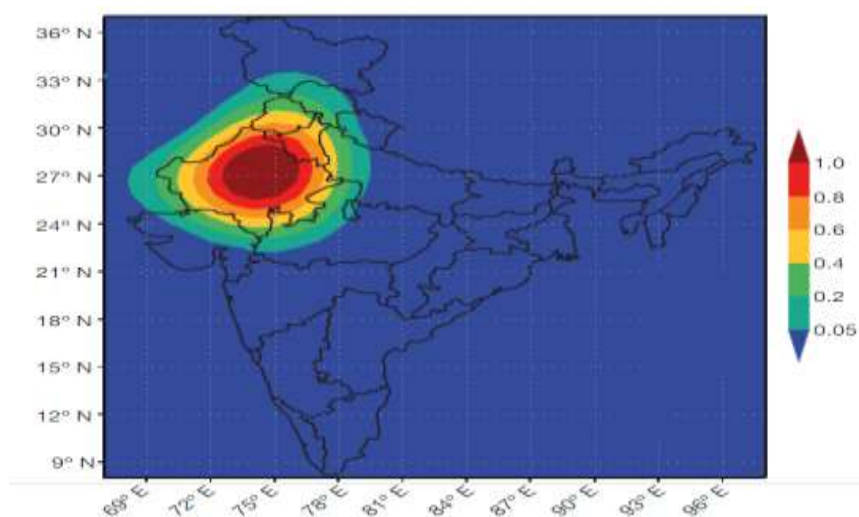 36° N
33° N
30° N
27° N
24° N
21° N
18° N
15° N
12° N
9° N
69° E
72° E
75° E
78° E
81° E
84° E
87° E
90° E
93° E
96° E
1.0
0.8
0.6
0.4
0.2
0.05